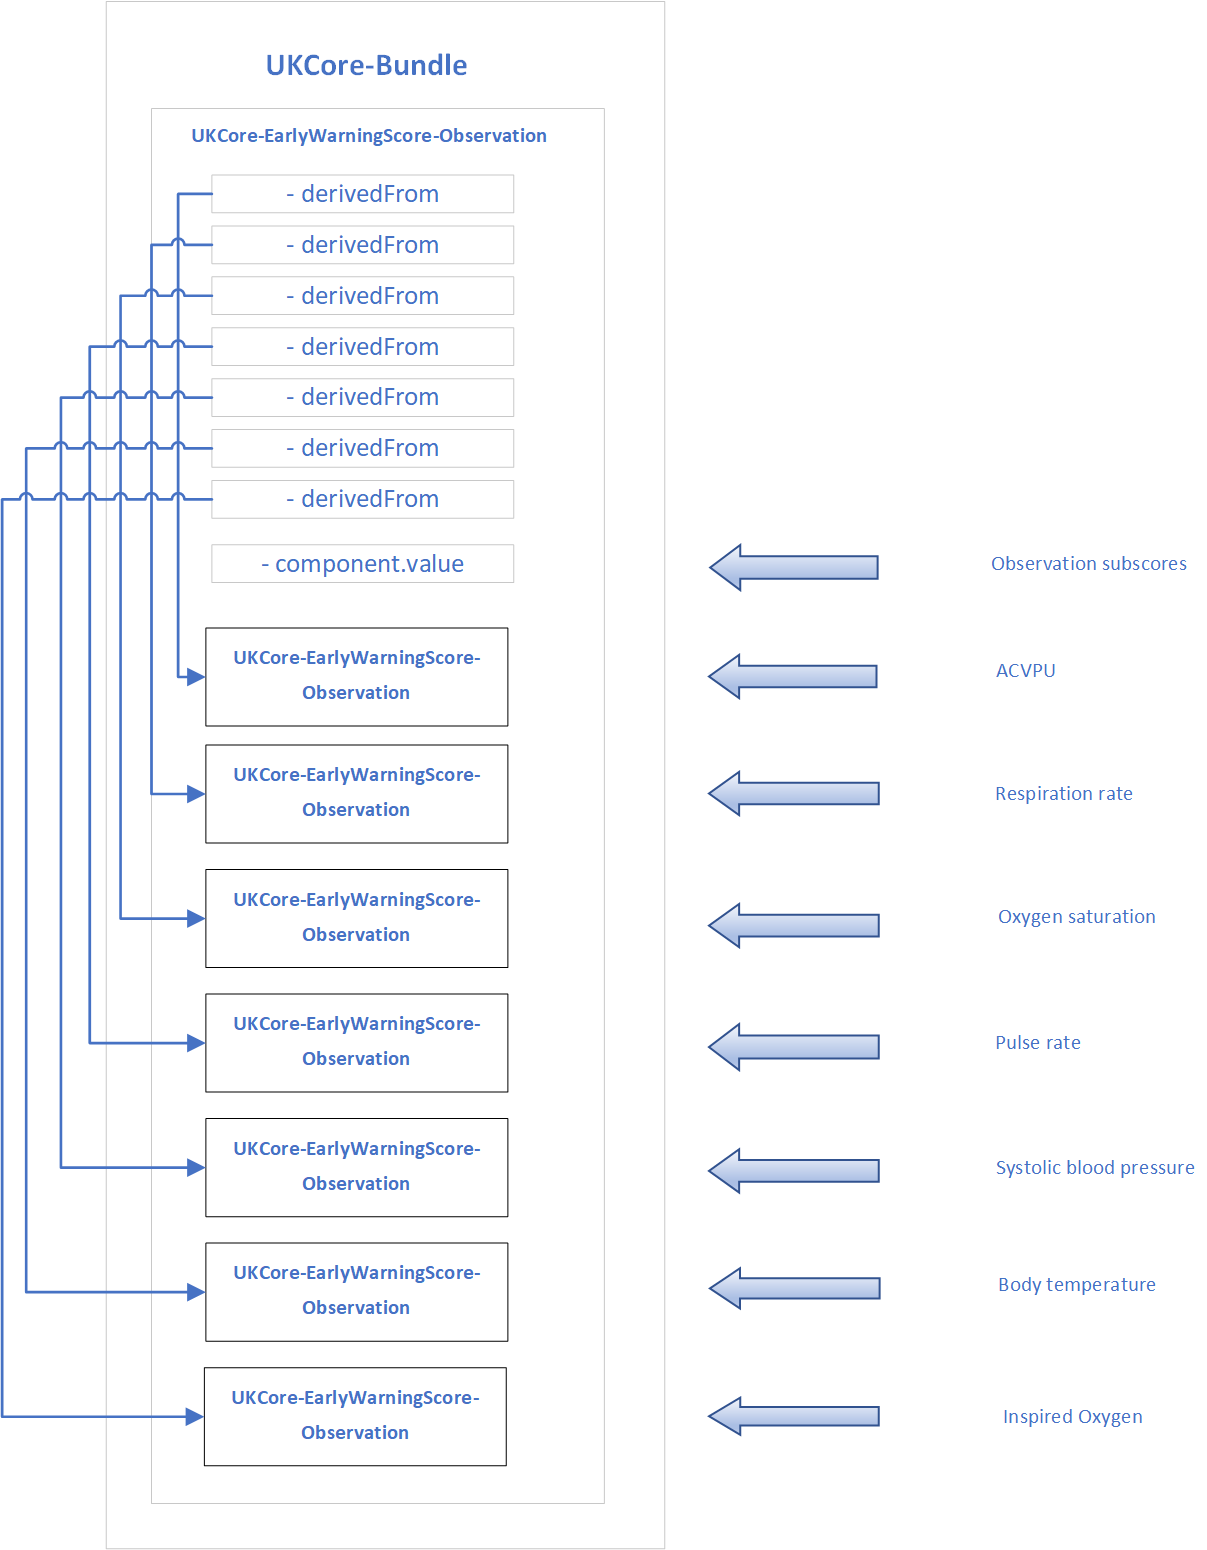 UKCore-Bundle
UKCore-EarlyWarningScore-Observation
- derivedFrom
- derivedFrom
- derivedFrom
- derivedFrom
- derivedFrom
- derivedFrom
- derivedFrom
- component.value
Observation subscores
UKCore-EarlyWarningScore-
Observation
ACVPU
UKCore-EarlyWarningScore-
Observation
Respiration rate
UKCore-EarlyWarningScore-
Observation
Oxygen saturation
UKCore-EarlyWarningScore-
Observation
Pulse rate
UKCore-EarlyWarningScore-
Observation
Systolic blood pressure
UKCore-EarlyWarningScore-
Observation
Body temperature
UKCore-EarlyWarningScore-
Observation
Inspired Oxygen